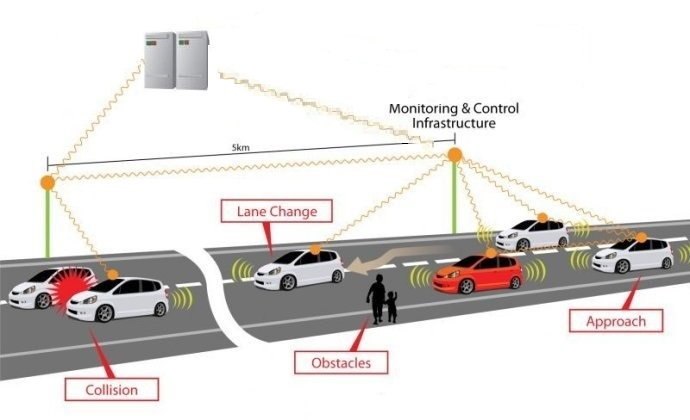 Monitoring & Control
Infrastructure
5km
Lane Change
Approach
Obstacles
Collision